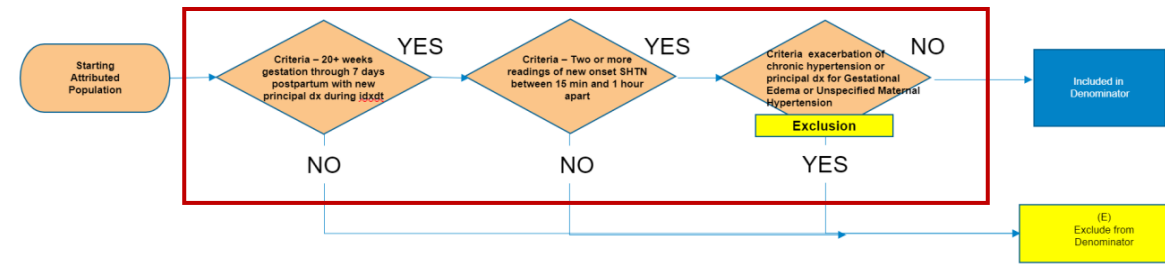 Starting
Attributed
Population
Criteria – 20+ weeks
gestation through 7 days
postpartum with new
principal dx during idxdt
YES
Criteria – Two or more
readings of new onset SHTN
between 15 min and 1 hour
apart
YES
Criteria exacerbation of
chronic hypertension or
principal dx for Gestational
Edema or Unspecified Maternal
Hypertension
Exclusion
NO
Included in
Denominator
NO
NO
YES
(E)
Exclude from
Denominator